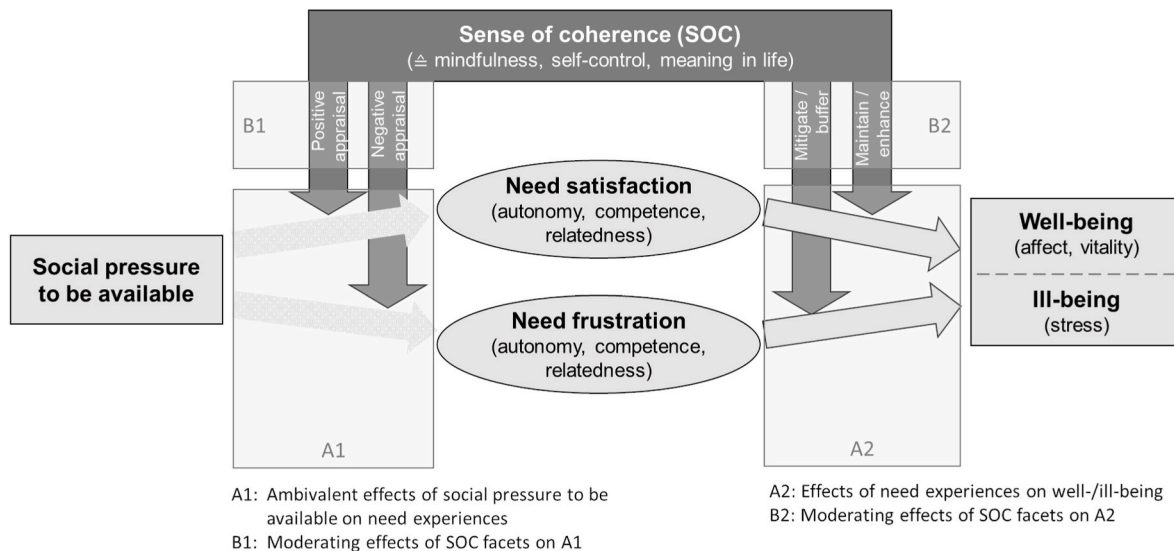 Sense of coherence (SOC)
(≙ mindfulness, self-control, meaning in life)
B1
Positive
appraisal
Negative
appraisal
Mitigate /
buffer
Maintain /
enhance
B2
Need satisfaction
(autonomy, competence,
relatedness)
Social pressure
to be available
Well-being
(affect, vitality)
Ill-being
(stress)
Need frustration
(autonomy, competence,
relatedness)
A1
A2
A1: Ambivalent effects of social pressure to be
available on need experiences
B1: Moderating effects of SOC facets on A1
A2: Effects of need experiences on well-/ill-being
B2: Moderating effects of SOC facets on A2